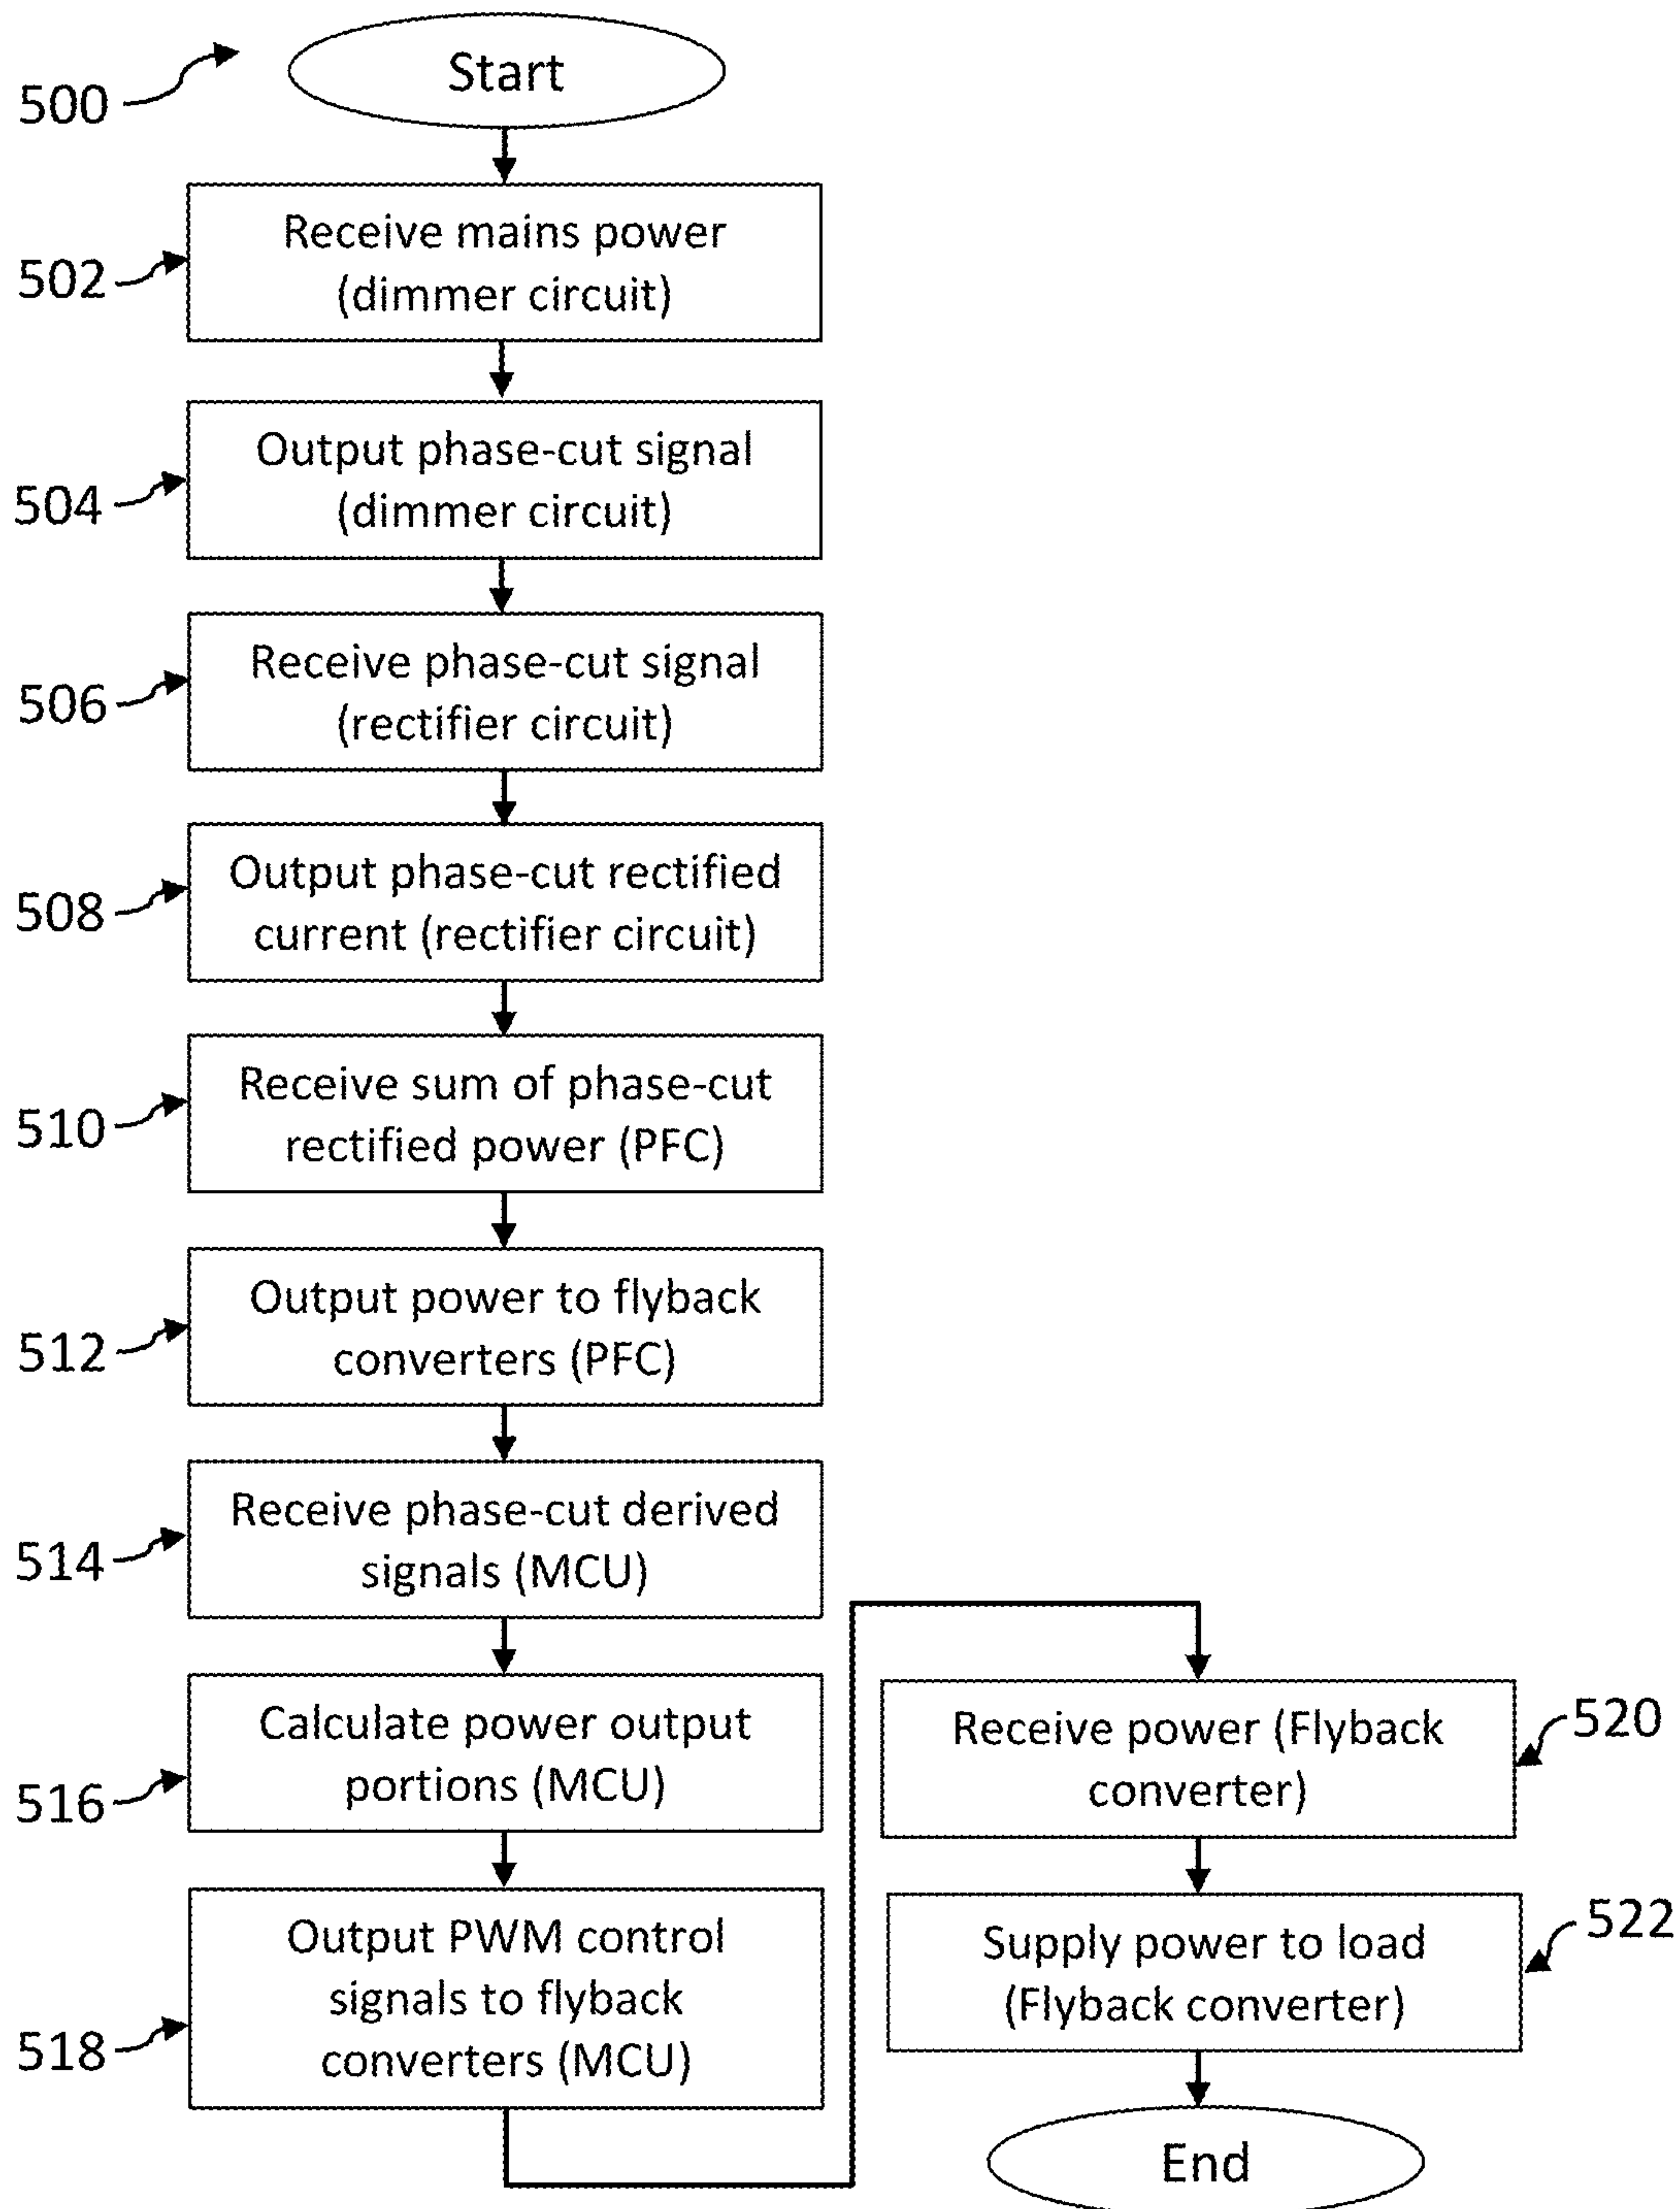 500
Start
502
Receive mains power
(dimmer circuit)
504
Output phase-cut signal
(dimmer circuit)
506
Receive phase-cut signal
(rectifier circuit)
508
Output phase-cut rectified
current (rectifier circuit)
510
Receive sum of phase-cut
rectified power (PFC)
512
Output power to flyback
converters (PFC)
514
Receive phase-cut derived
signals (MCU)
516
Calculate power output
portions (MCU)
518
Output PWM control
signals to flyback
converters (MCU)
520
Receive power (Flyback
converter)
522
Supply power to load
(Flyback converter)
End